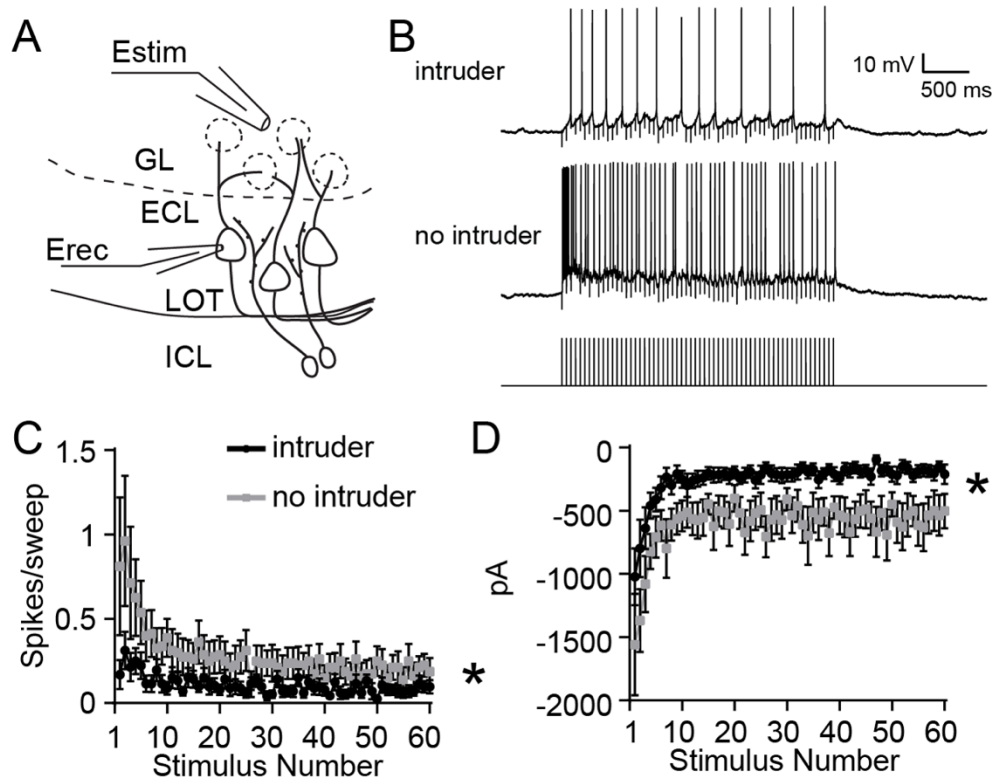 A
Estim
GL
ECL
Erec
LOT
ICL
B
intruder
10 mV
500 ms
no intruder
C
intruder
no intruder
Spikes/sweep
1.5
1
0.5
0
1 10 20 30 40 50 60
Stimulus Number
*
D
pA
0
-500
-1000
-1500
-2000
1 10 20 30 40 50 60
Stimulus Number
*